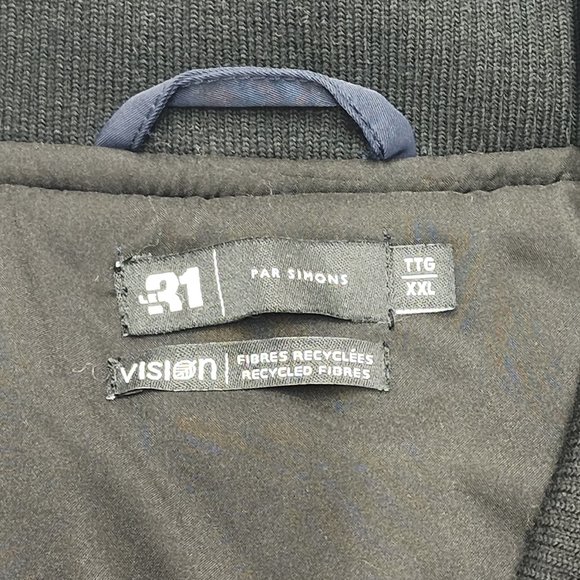 LE 31
PAR SIMONS
TTG
XXL
VISION
FIBRES RECYCLÉES
RECYCLED FIBRES